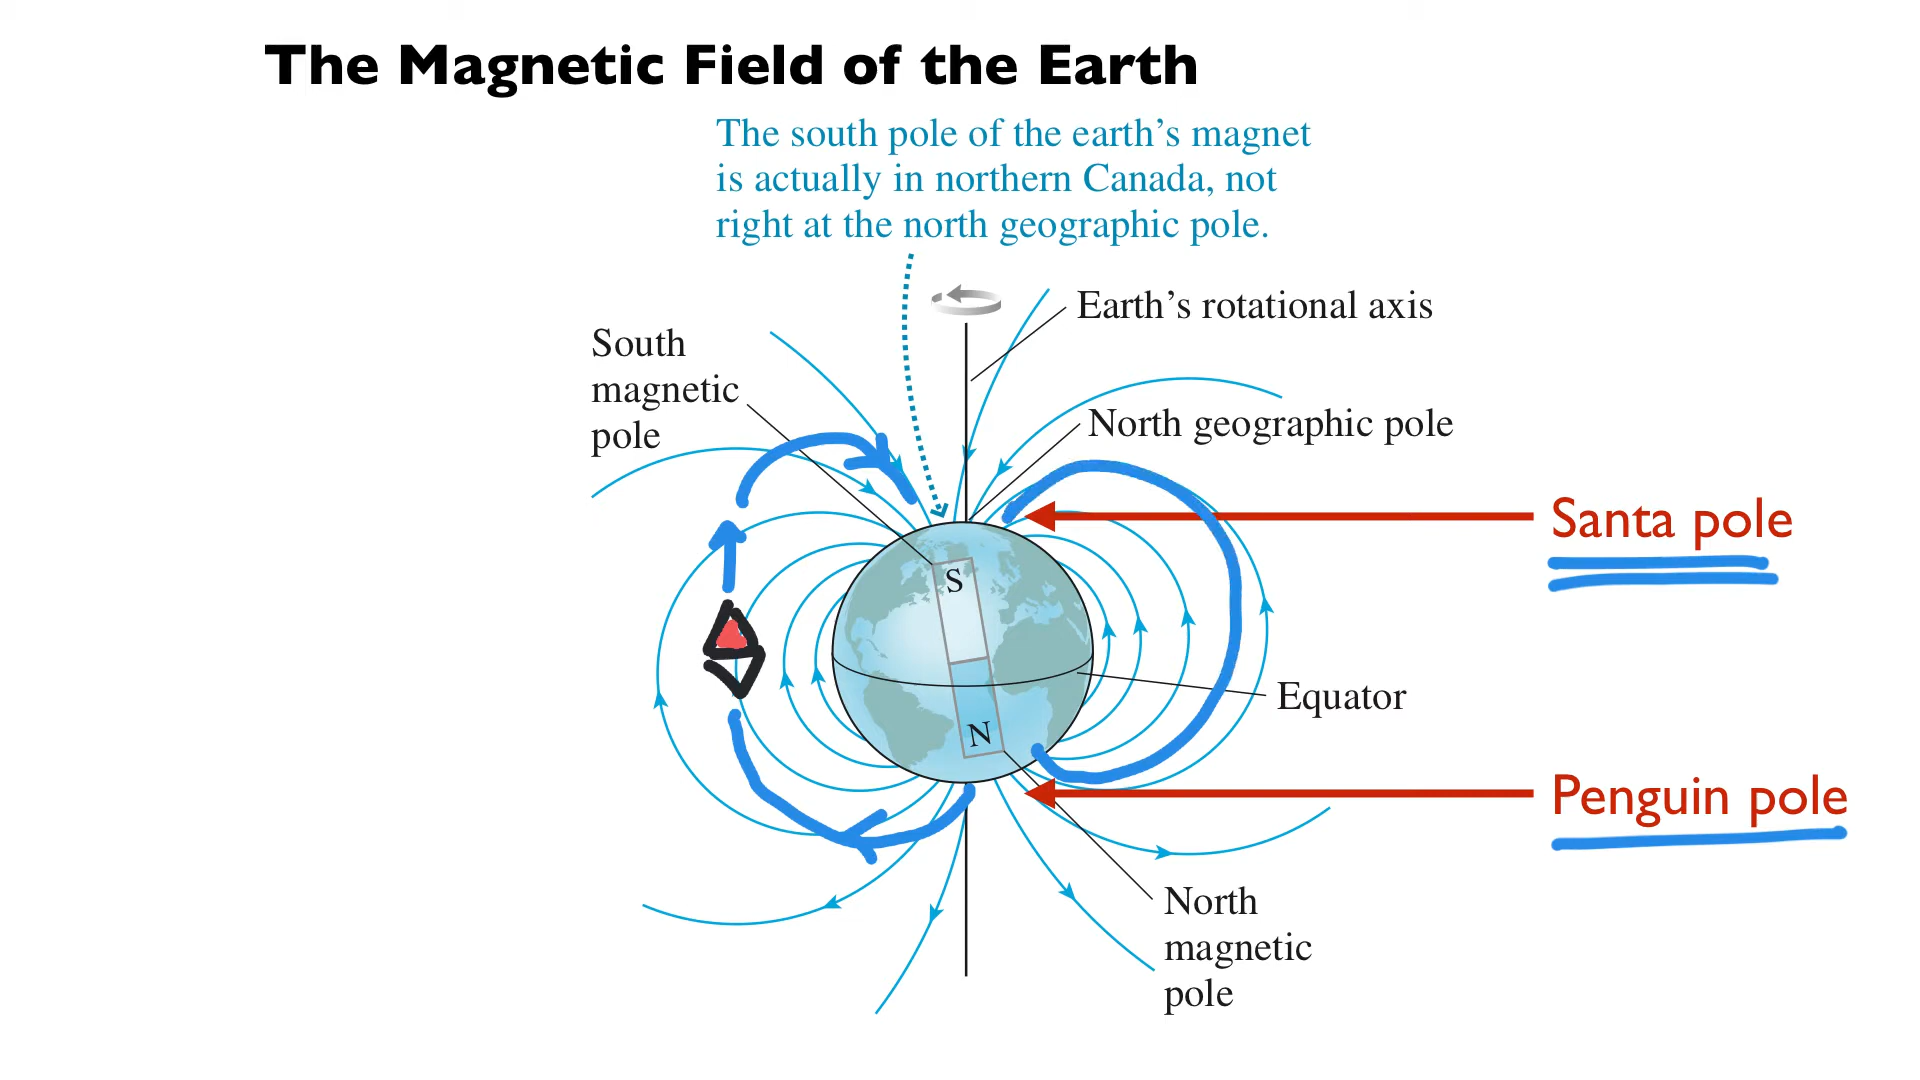 The Magnetic Field of the Earth
The south pole of the earth’s magnet
is actually in northern Canada, not
right at the north geographic pole.
Earth’s rotational axis
South
magnetic
pole
North geographic pole
Santa pole
S
Equator
N
Penguin pole
North
magnetic
pole